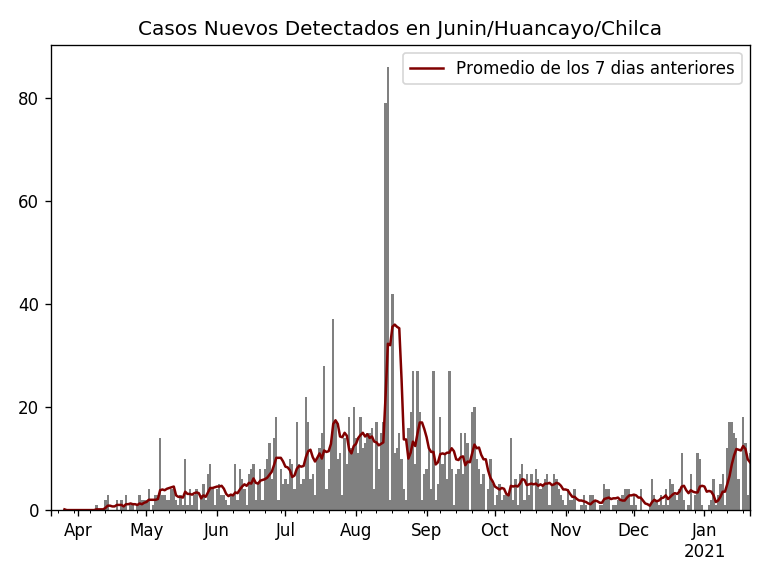 Casos Nuevos Detectados en Junin/Huancayo/Chilca
Promedio de los 7 dias anteriores
80
60
40
20
0
Apr May Jun Jul Aug Sep Oct Nov Dec Jan
2021